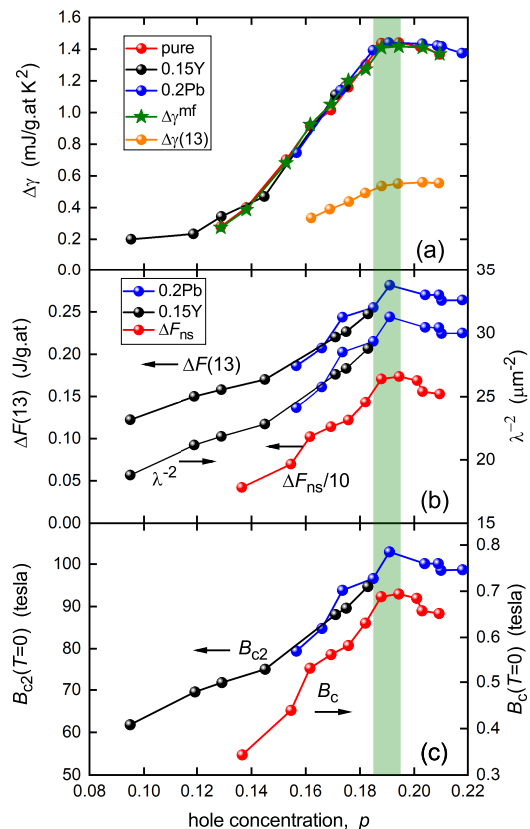 1.6
1.4
1.2
1.0
0.8
0.6
0.4
0.2
0.0
Δγ (mJ/g.at K²)
pure
0.15Y
0.2Pb
Δγᵐᶠ
Δγ(13)
(a)
0.25
0.20
0.15
0.10
0.05
0.00
ΔF(13) (J/g.at)
0.2Pb
0.15Y
ΔFₙₛ
ΔF(13)
λ⁻²
ΔFₙₛ/10
(b)
35
30
25
20
15
λ⁻² (μm⁻²)
100
90
80
70
60
50
B_c2(T=0) (tesla)
B_c2
B_c
(c)
0.8
0.7
0.6
0.5
0.4
0.3
B_c(T=0) (tesla)
0.08 0.10 0.12 0.14 0.16 0.18 0.20 0.22
hole concentration, p